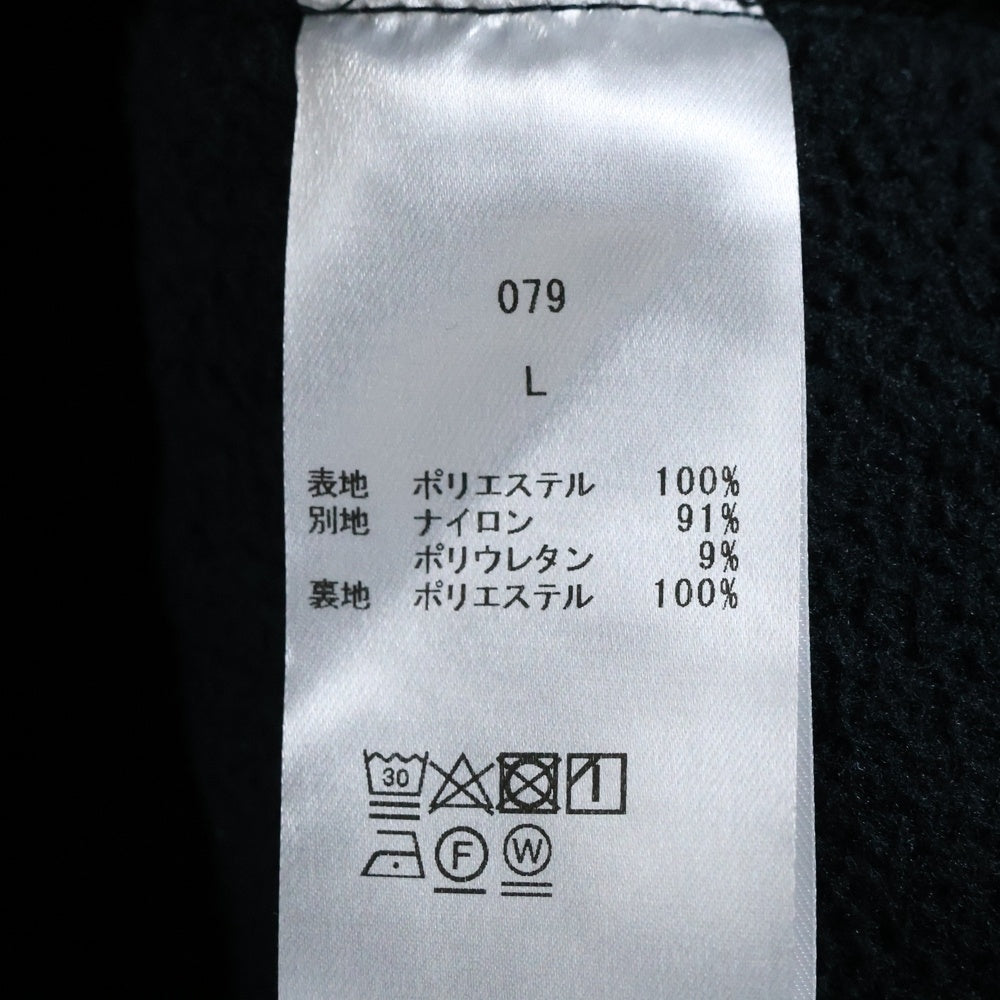 079
L
表地 ポリエステル 100%
別地 ナイロン 91%
ポリウレタン 9%
裏地 ポリエステル 100%
30
F W